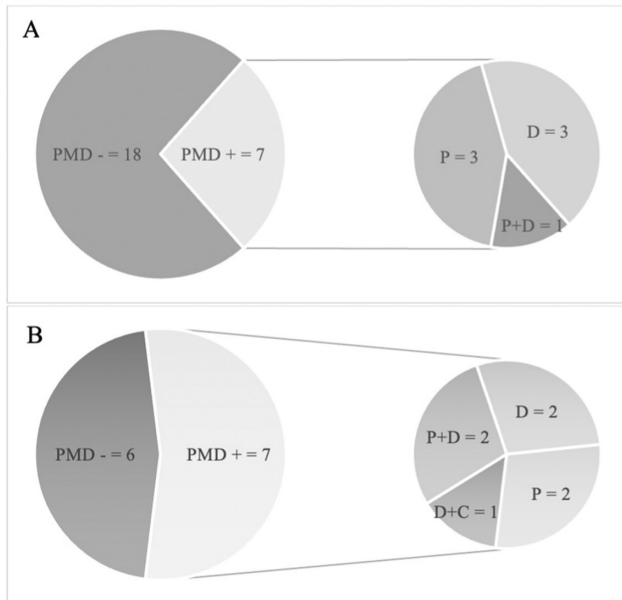 A
PMD - = 18
PMD + = 7
P = 3
D = 3
P+D = 1
B
PMD - = 6
PMD + = 7
P+D = 2
D = 2
D+C = 1
P = 2